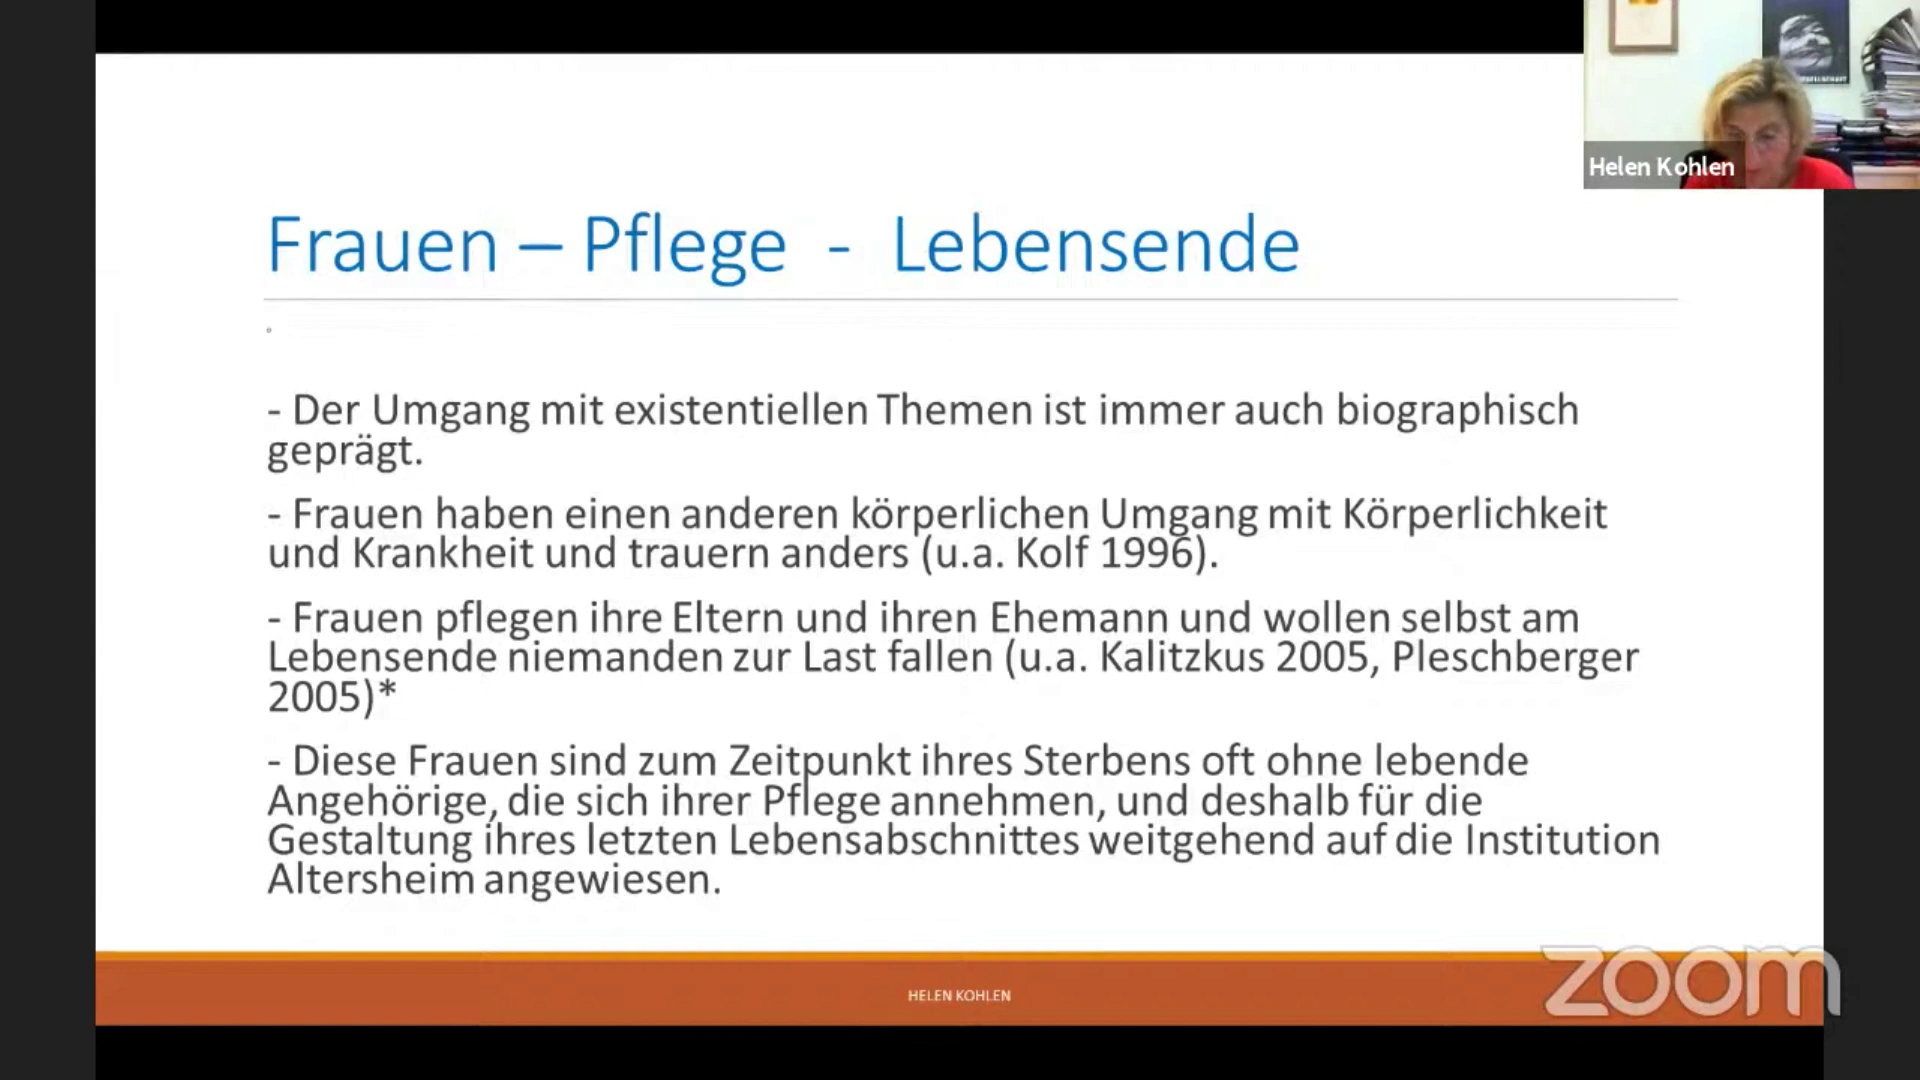 Helen Kohlen
Frauen – Pflege - Lebensende
- Der Umgang mit existentiellen Themen ist immer auch biographisch
geprägt.
- Frauen haben einen anderen körperlichen Umgang mit Körperlichkeit
und Krankheit und trauern anders (u.a. Kolf 1996).
- Frauen pflegen ihre Eltern und ihren Ehemann und wollen selbst am
Lebensende niemanden zur Last fallen (u.a. Kalitzkus 2005, Pleschberger
2005)*
- Diese Frauen sind zum Zeitpunkt ihres Sterbens oft ohne lebende
Angehörige, die sich ihrer Pflege annehmen, und deshalb für die
Gestaltung ihres letzten Lebensabschnittes weitgehend auf die Institution
Altersheim angewiesen.
HELEN KOHLEN
zoom